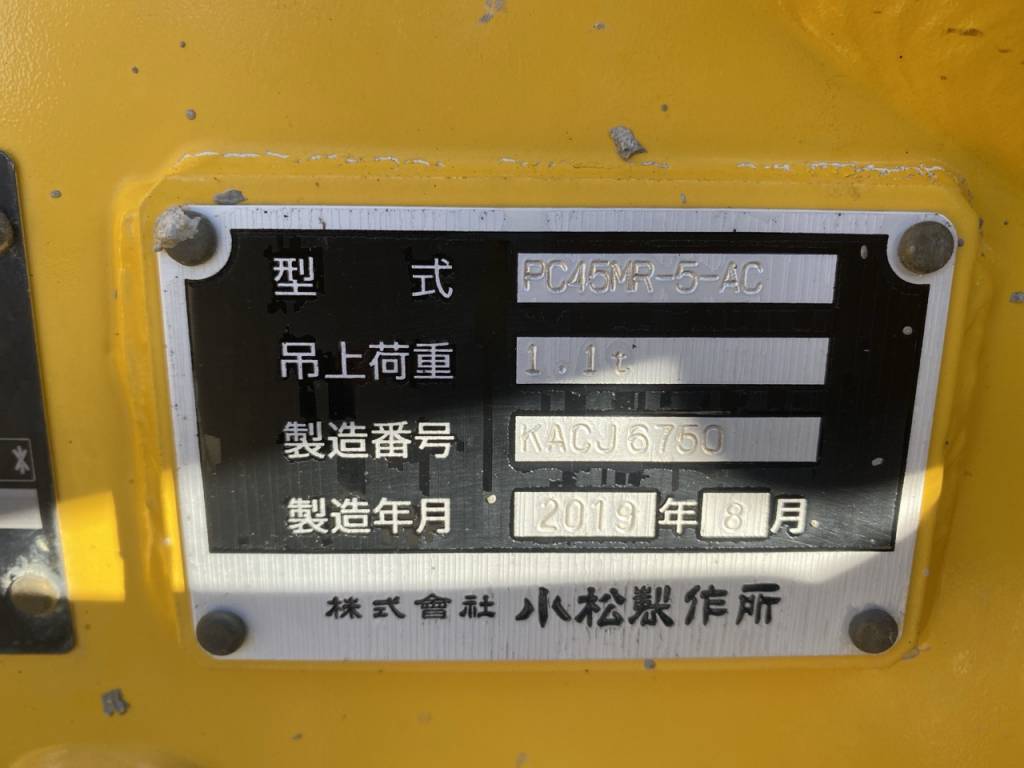 型 式 PC45MR-5-AC
吊上荷重 1.1t
製造番号 KACJ6750
製造年月 2019年8月
株式會社 小松製作所